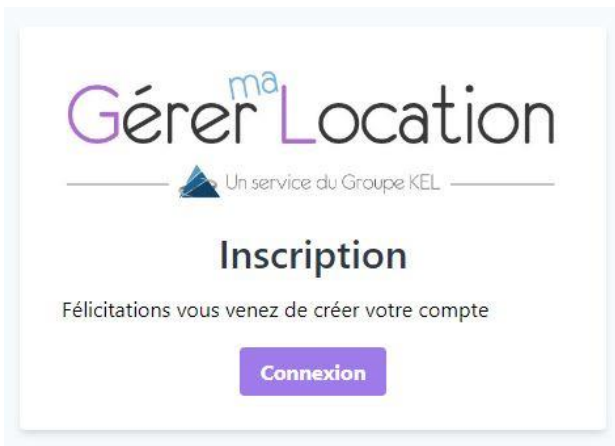 Gérer ma Location
Un service du Groupe KEL
Inscription
Félicitations vous venez de créer votre compte
Connexion